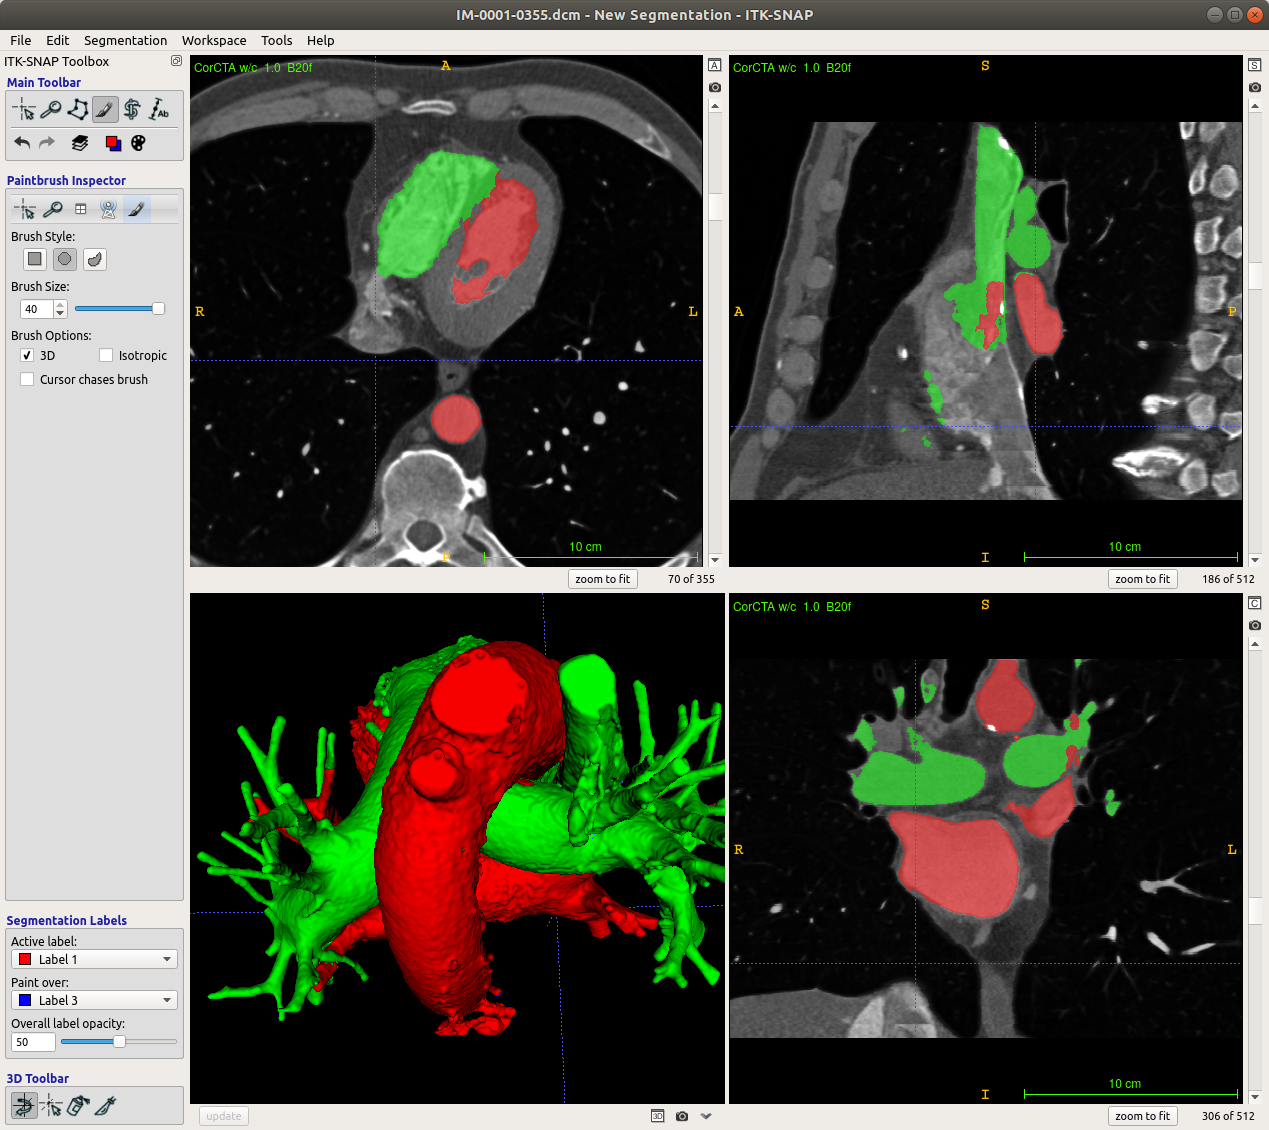 IM-0001-0355.dcm - New Segmentation - ITK-SNAP
File Edit Segmentation Workspace Tools Help
ITK-SNAP Toolbox
Main Toolbar
Ab
Paintbrush Inspector
Brush Style:
Brush Size:
40
Brush Options:
3D Isotropic
Cursor chases brush
Segmentation Labels
Active label:
Label 1
Paint over:
Label 3
Overall label opacity:
50
3D Toolbar
CorCTA w/c 1.0 B20f
A
R
L
P
10 cm
A
zoom to fit 70 of 355
CorCTA w/c 1.0 B20f
S
A
P
I
10 cm
S
zoom to fit 186 of 512
update
3D
CorCTA w/c 1.0 B20f
S
R
L
I
10 cm
C
zoom to fit 306 of 512